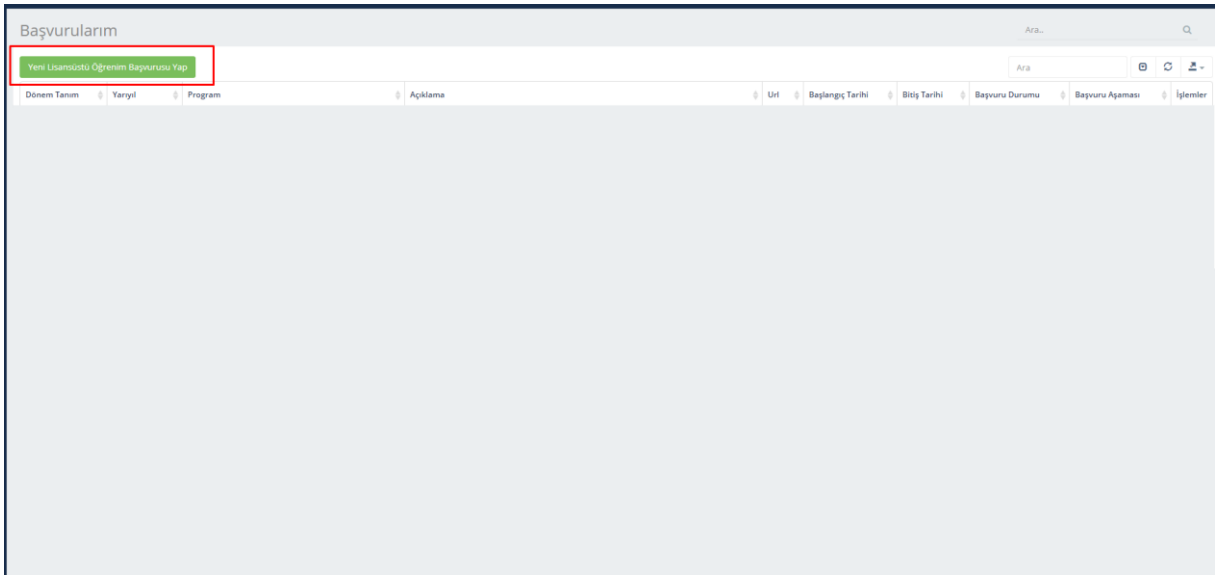 Başvurularım
Ara...
Yeni Lisansüstü Öğrenim Başvurusu Yap
Ara
Dönem Tanım Yarıyıl Program Açıklama Url Başlangıç Tarihi Bitiş Tarihi Başvuru Durumu Başvuru Aşaması İşlemler